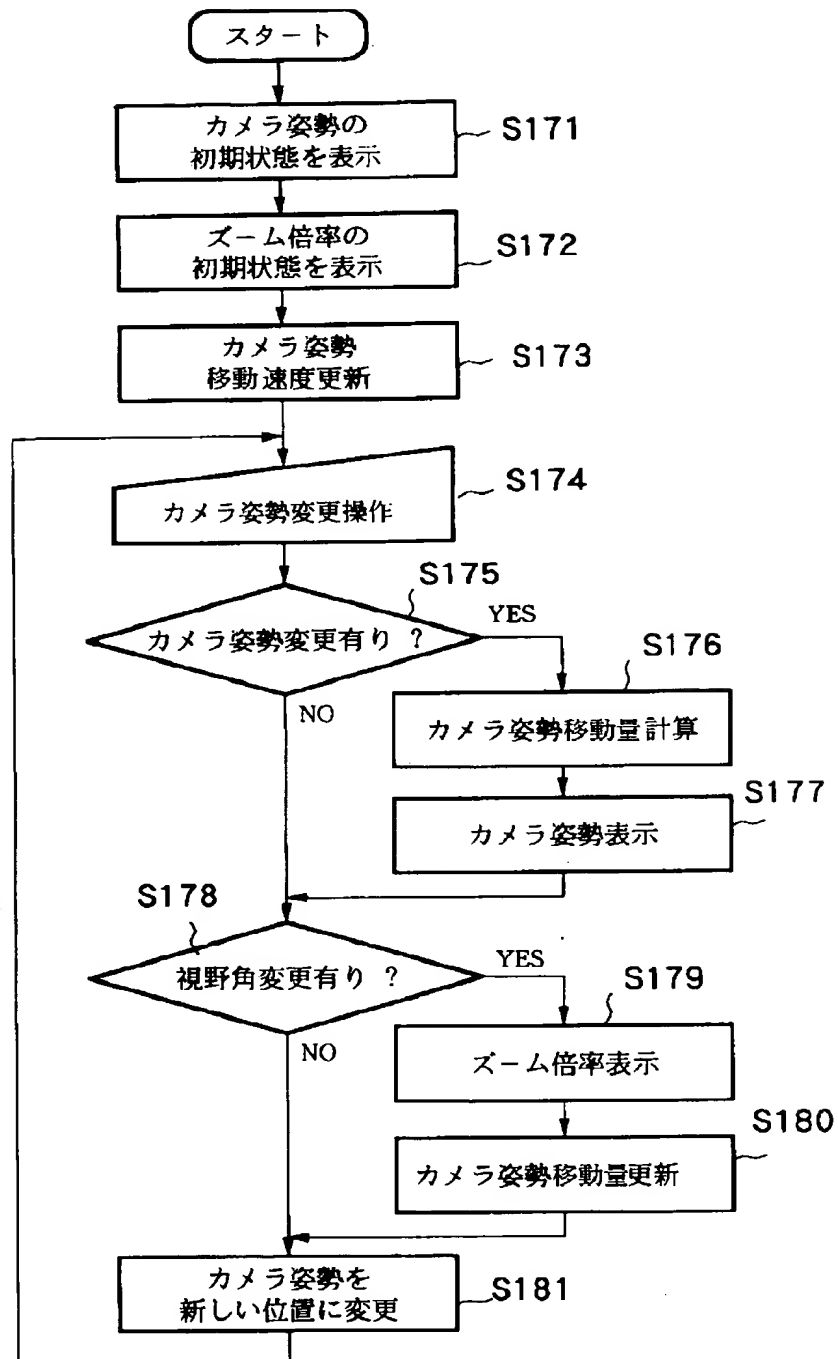 スタート
カメラ姿勢の
初期状態を表示
S171
ズーム倍率の
初期状態を表示
S172
カメラ姿勢
移動速度更新
S173
カメラ姿勢変更操作
S174
S175
カメラ姿勢変更有り ?
YES
NO
S176
カメラ姿勢移動量計算
S177
カメラ姿勢表示
S178
視野角変更有り ?
YES
NO
S179
ズーム倍率表示
S180
カメラ姿勢移動量更新
カメラ姿勢を
新しい位置に変更
S181